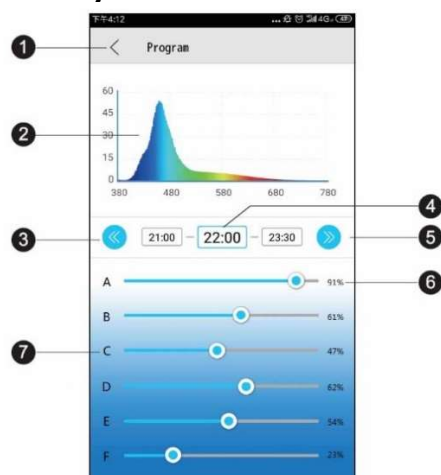 下午4:12 ... 4G
1 < Program
60
45
2 30
15
0
380 480 580 680 780
4
3 « 21:00 – 22:00 – 23:30 » 5
A 91% 6
B 61%
7 C 47%
D 62%
E 54%
F 23%